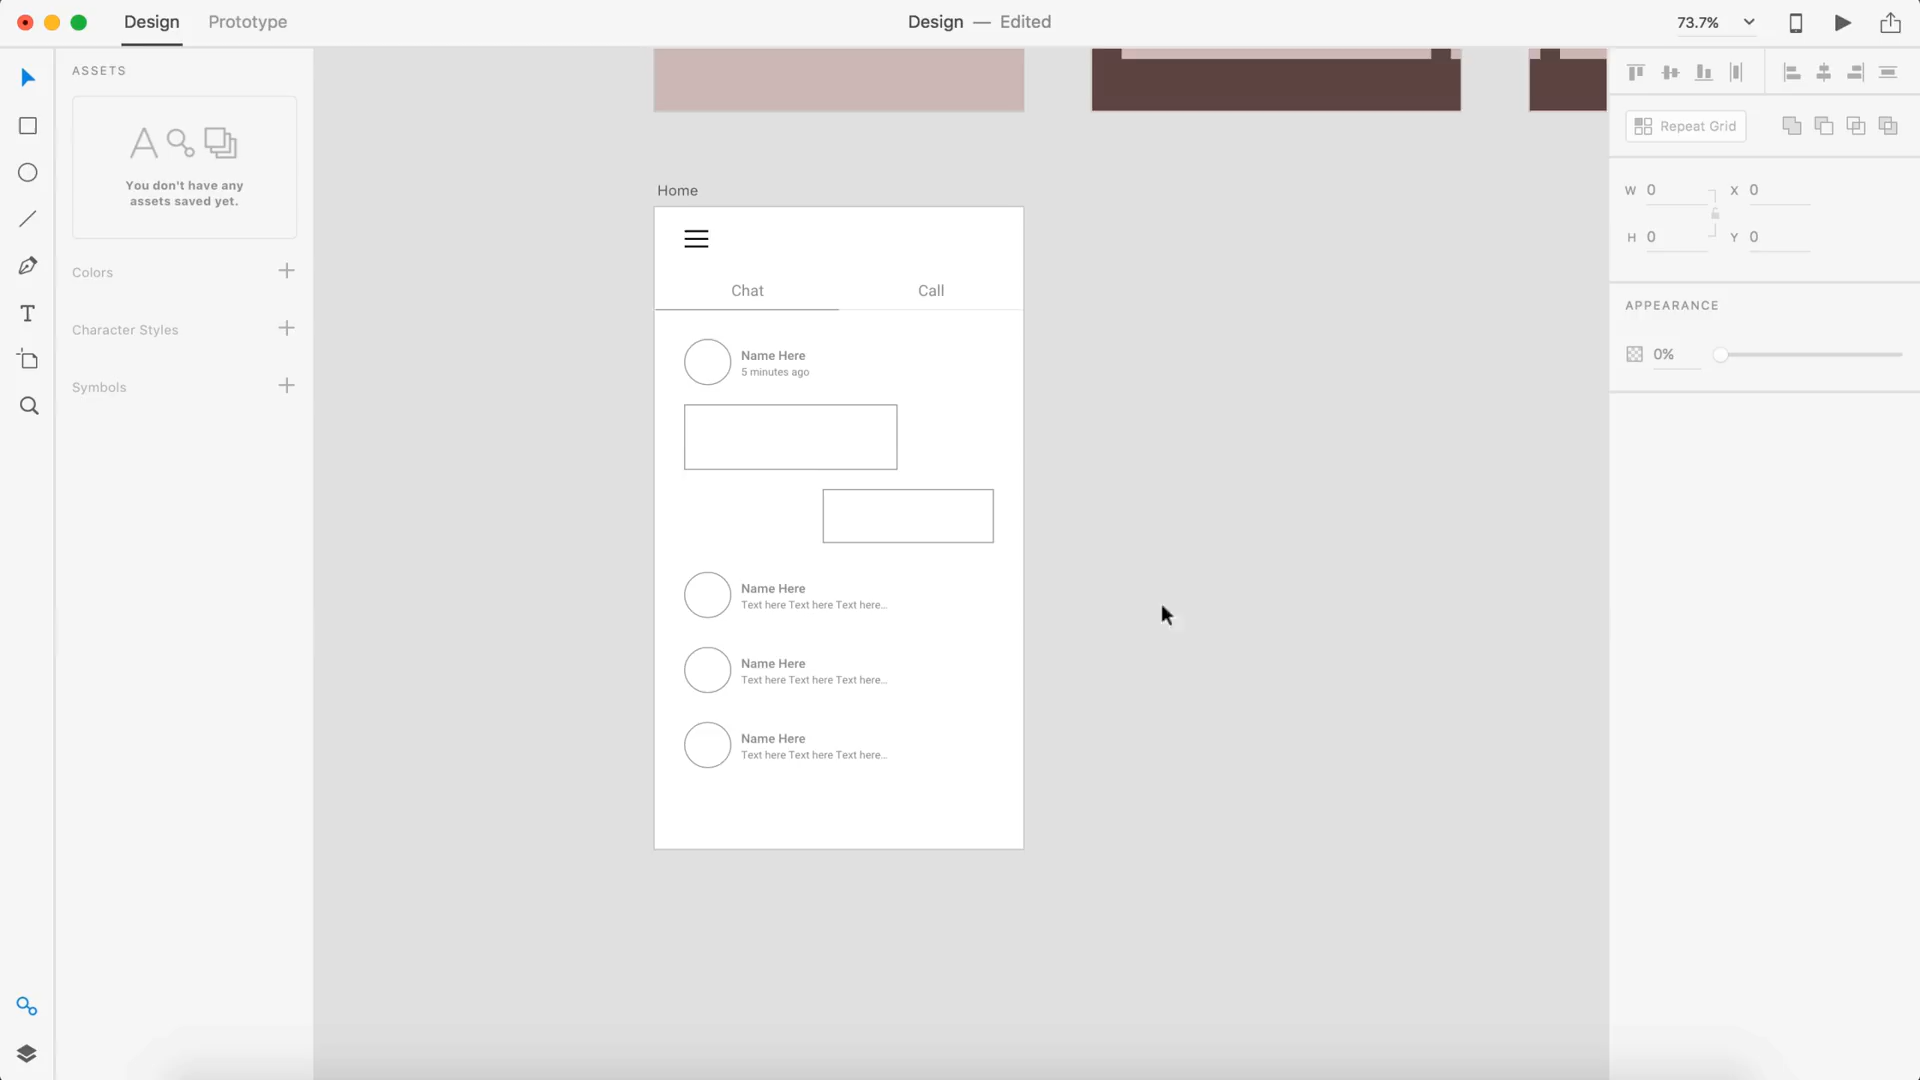 Design Prototype Design — Edited 73.7%
ASSETS
You don't have any
assets saved yet.
Colors
Character Styles
Symbols
Home
Chat Call
Name Here
5 minutes ago
Name Here
Text here Text here Text here...
Name Here
Text here Text here Text here...
Name Here
Text here Text here Text here...
Repeat Grid
W 0 X 0
H 0 Y 0
APPEARANCE
0%